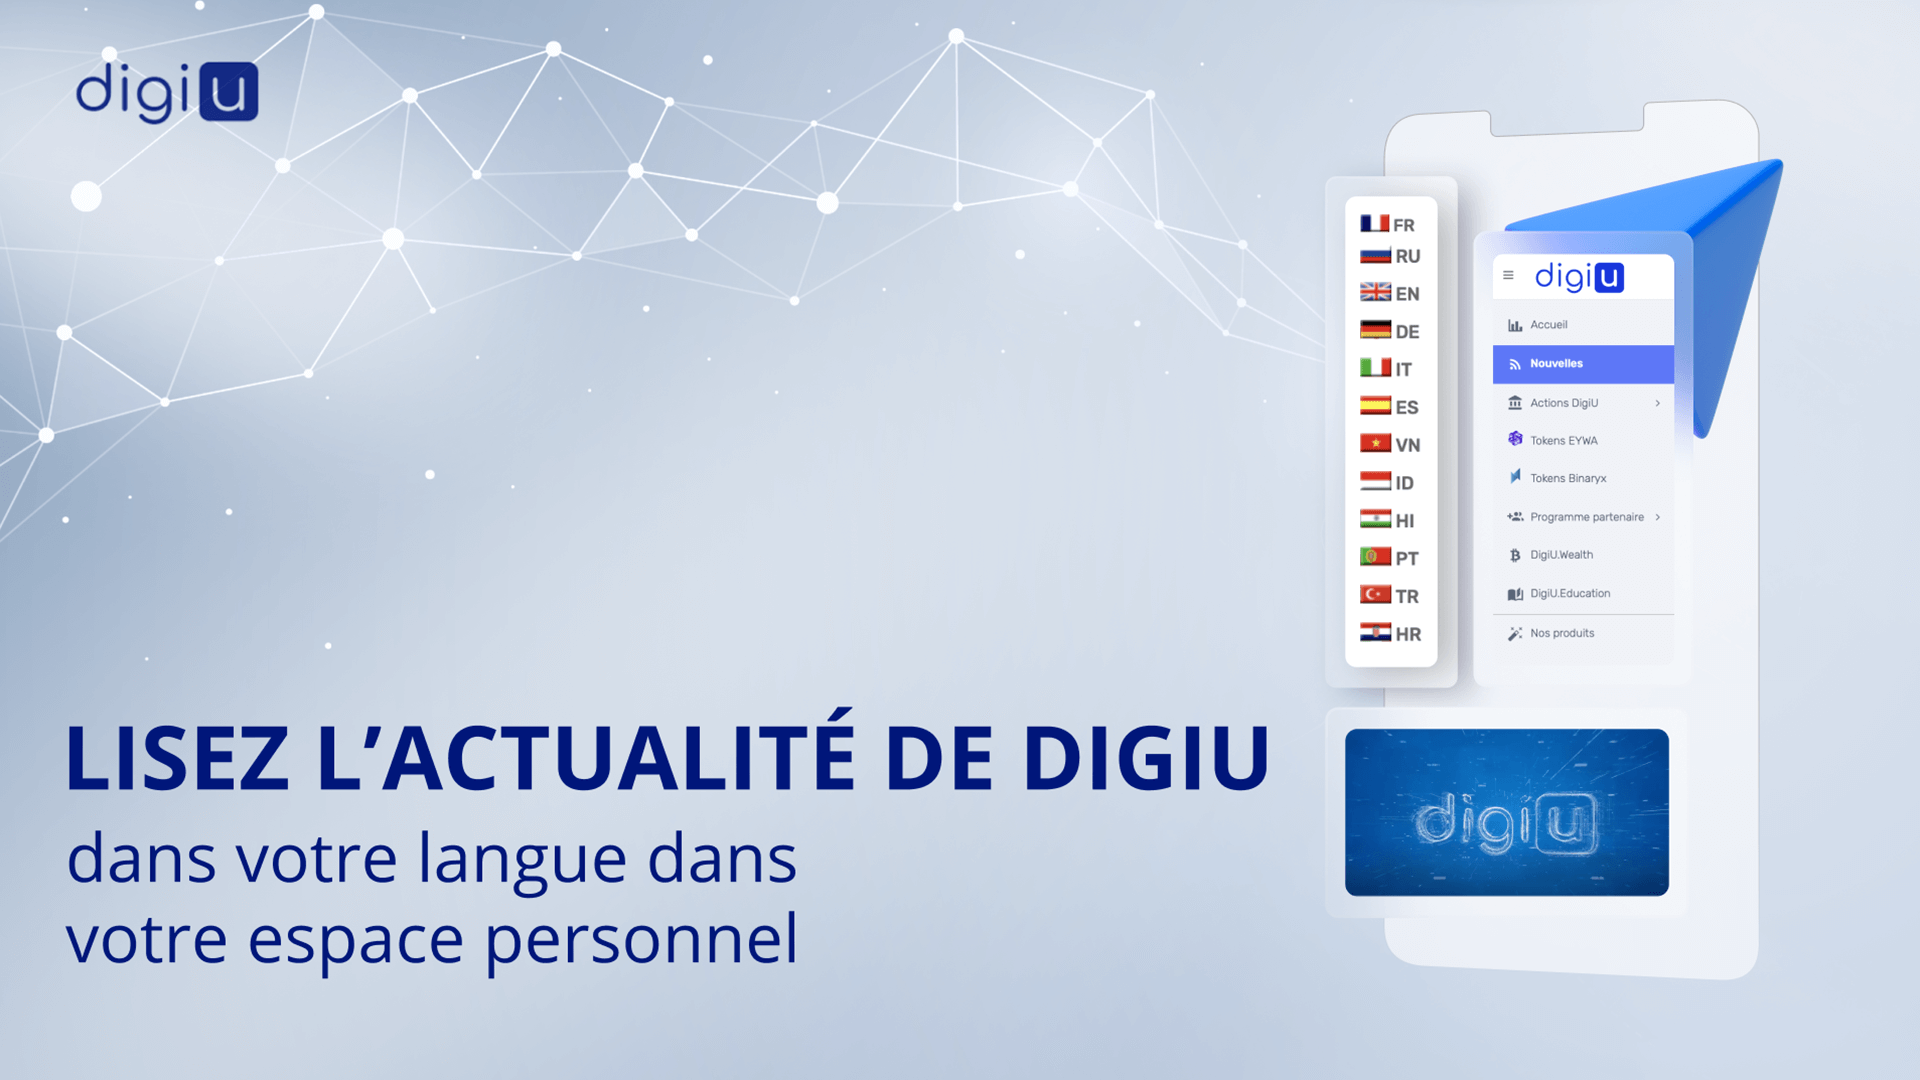 digiU
FR
RU
EN
DE
IT
ES
VN
ID
HI
PT
TR
HR
digiU
Accueil
Nouvelles
Actions DigiU
Tokens EYWA
Tokens Binaryx
Programme partenaire
DigiU.Wealth
DigiU.Education
Nos produits
digiU
LISEZ L’ACTUALITÉ DE DIGIU
dans votre langue dans
votre espace personnel